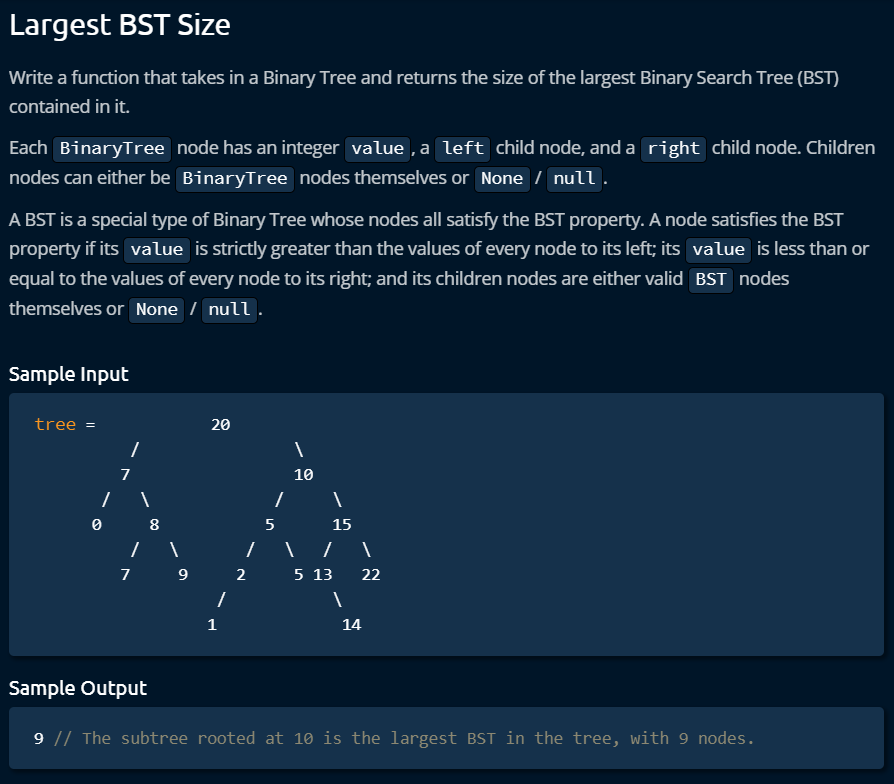 Largest BST Size
Write a function that takes in a Binary Tree and returns the size of the largest Binary Search Tree (BST)
contained in it.
Each BinaryTree node has an integer value, a left child node, and a right child node. Children
nodes can either be BinaryTree nodes themselves or None / null.
A BST is a special type of Binary Tree whose nodes all satisfy the BST property. A node satisfies the BST
property if its value is strictly greater than the values of every node to its left; its value is less than or
equal to the values of every node to its right; and its children nodes are either valid BST nodes
themselves or None / null.
Sample Input
tree =            20
          /                \
         7                 10
       /   \             /     \
      0     8           5      15
          /   \       /   \   /   \
         7     9     2     5 13   22
                   /           \
                  1            14
Sample Output
9 // The subtree rooted at 10 is the largest BST in the tree, with 9 nodes.